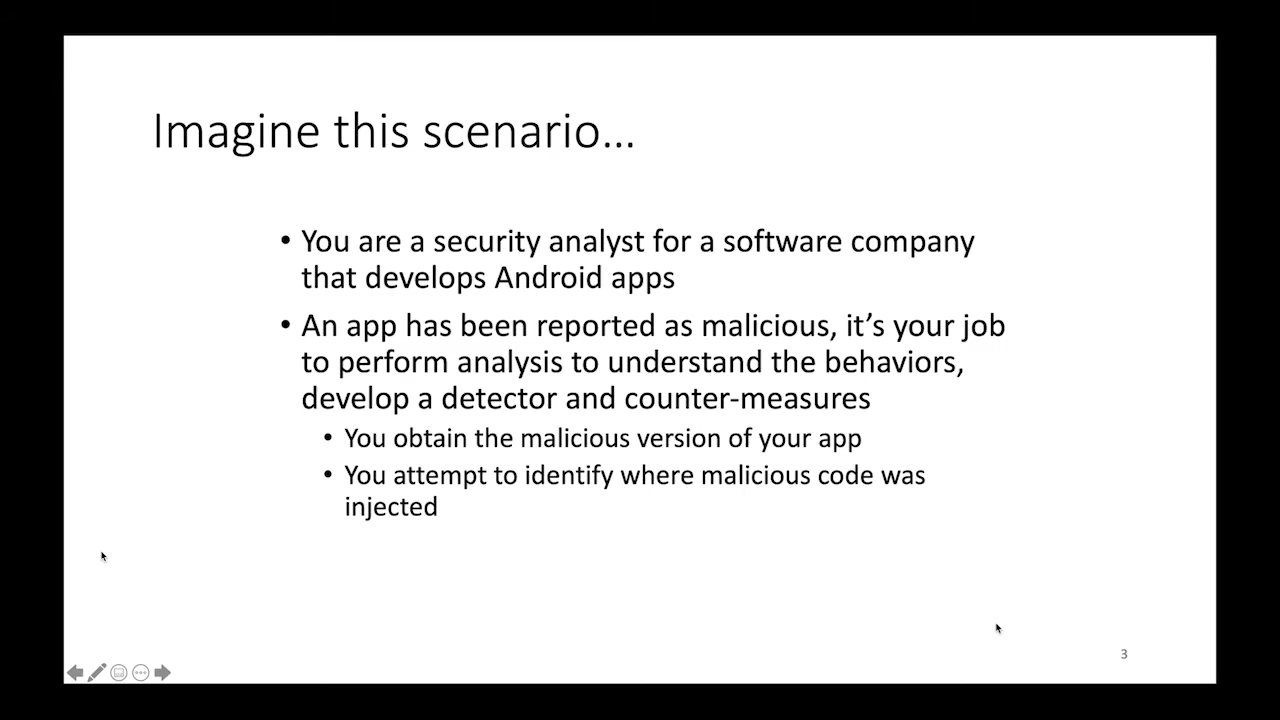 Imagine this scenario...
• You are a security analyst for a software company
that develops Android apps
• An app has been reported as malicious, it’s your job
to perform analysis to understand the behaviors,
develop a detector and counter-measures
• You obtain the malicious version of your app
• You attempt to identify where malicious code was
injected
3